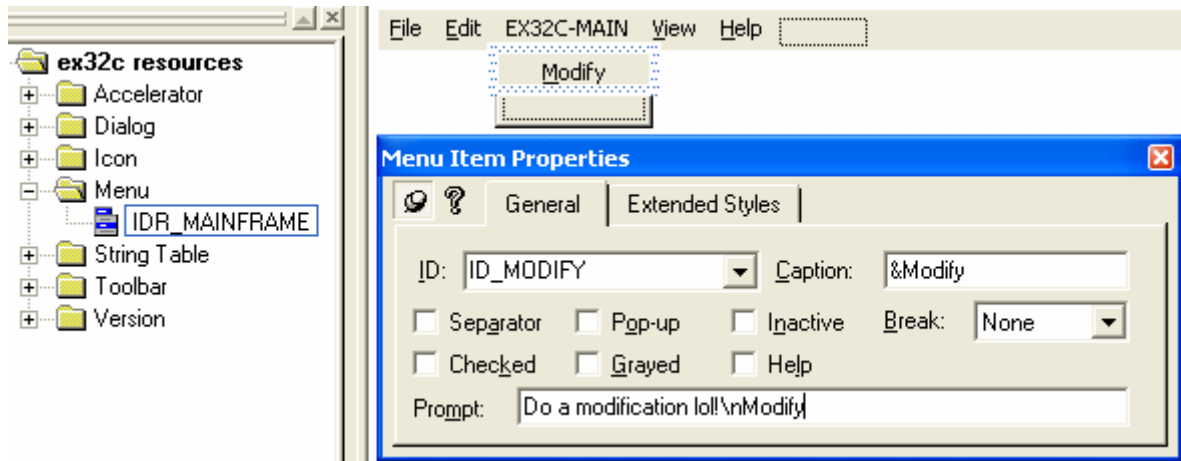 ex32c resources
Accelerator
Dialog
Icon
Menu
IDR_MAINFRAME
String Table
Toolbar
Version
File Edit EX32C-MAIN View Help
Modify
Menu Item Properties
General Extended Styles
ID: ID_MODIFY Caption: &Modify
Separator Pop-up Inactive Break: None
Checked Grayed Help
Prompt: Do a modification lol!\nModify